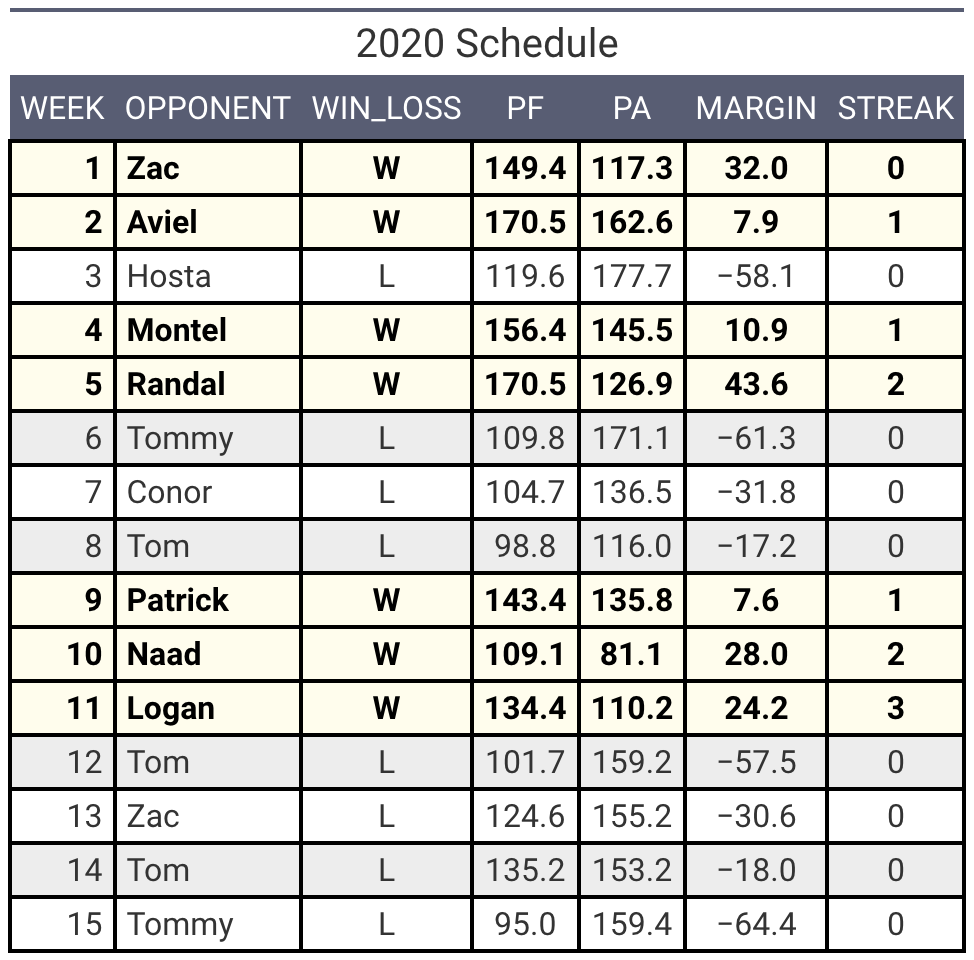 2020 Schedule
WEEK OPPONENT WIN_LOSS PF PA MARGIN STREAK
1 Zac W 149.4 117.3 32.0 0
2 Aviel W 170.5 162.6 7.9 1
3 Hosta L 119.6 177.7 −58.1 0
4 Montel W 156.4 145.5 10.9 1
5 Randal W 170.5 126.9 43.6 2
6 Tommy L 109.8 171.1 −61.3 0
7 Conor L 104.7 136.5 −31.8 0
8 Tom L 98.8 116.0 −17.2 0
9 Patrick W 143.4 135.8 7.6 1
10 Naad W 109.1 81.1 28.0 2
11 Logan W 134.4 110.2 24.2 3
12 Tom L 101.7 159.2 −57.5 0
13 Zac L 124.6 155.2 −30.6 0
14 Tom L 135.2 153.2 −18.0 0
15 Tommy L 95.0 159.4 −64.4 0